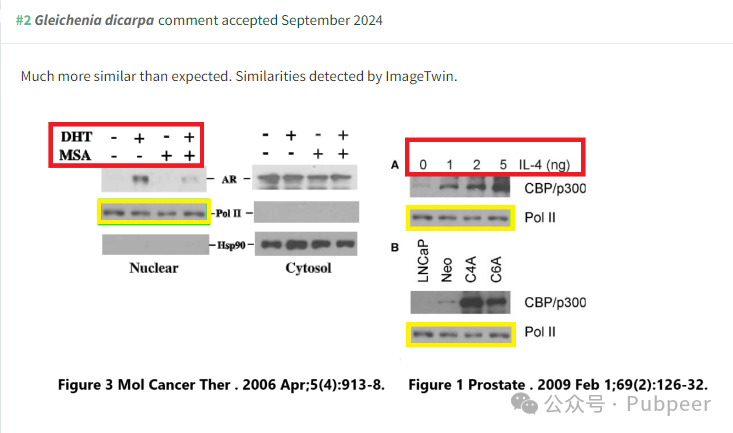 #2 Gleichenia dicarpa comment accepted September 2024
Much more similar than expected. Similarities detected by ImageTwin.
DHT - + - +
MSA - - + +
- + - +
- - + +
- AR -
-Pol II -
-Hsp90-
Nuclear
Cytosol
A
0 1 2 5 IL-4 (ng)
CBP/p300
Pol II
B
LNCaP
Neo
C4A
C6A
CBP/p300
Pol II
Figure 3 Mol Cancer Ther . 2006 Apr;5(4):913-8.
Figure 1 Prostate . 2009 Feb 1;69(2):126-32.
公众号 · Pubpeer